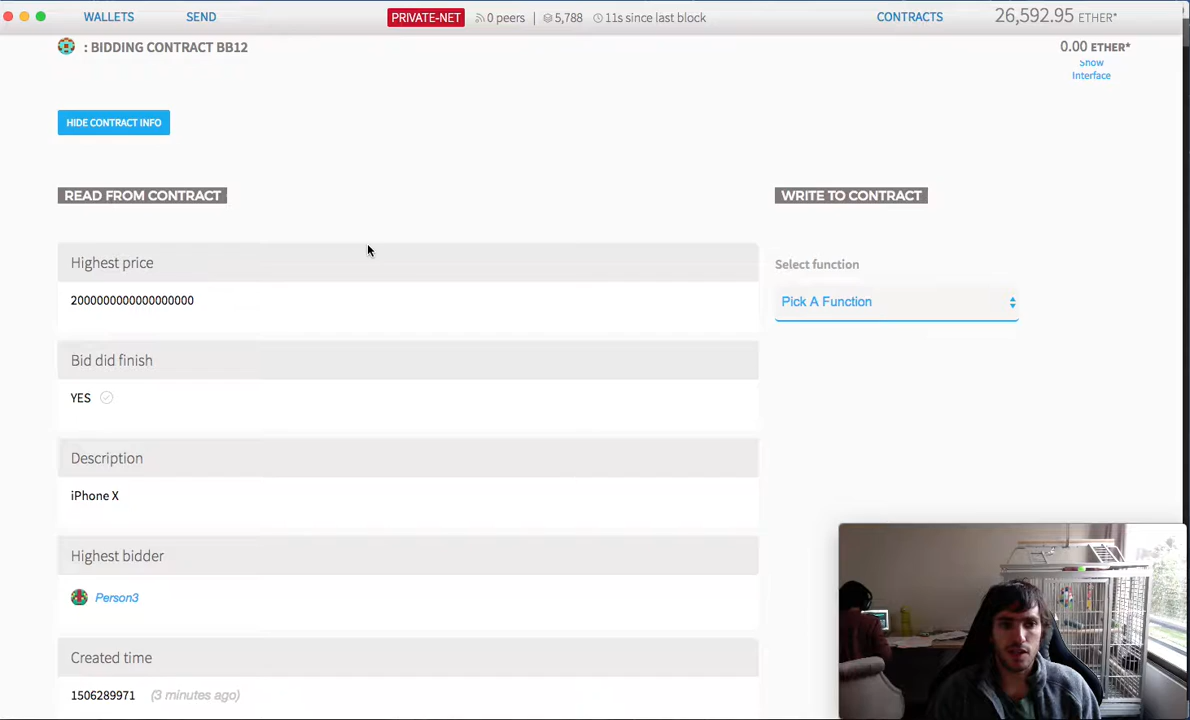 WALLETS SEND PRIVATE-NET 0 peers | 5,788 11s since last block CONTRACTS 26,592.95 ETHER*
: BIDDING CONTRACT BB12 0.00 ETHER*
Show
Interface
HIDE CONTRACT INFO
READ FROM CONTRACT WRITE TO CONTRACT
Highest price Select function
2000000000000000000 Pick A Function
Bid did finish
YES
Description
iPhone X
Highest bidder
Person3
Created time
1506289971 (3 minutes ago)